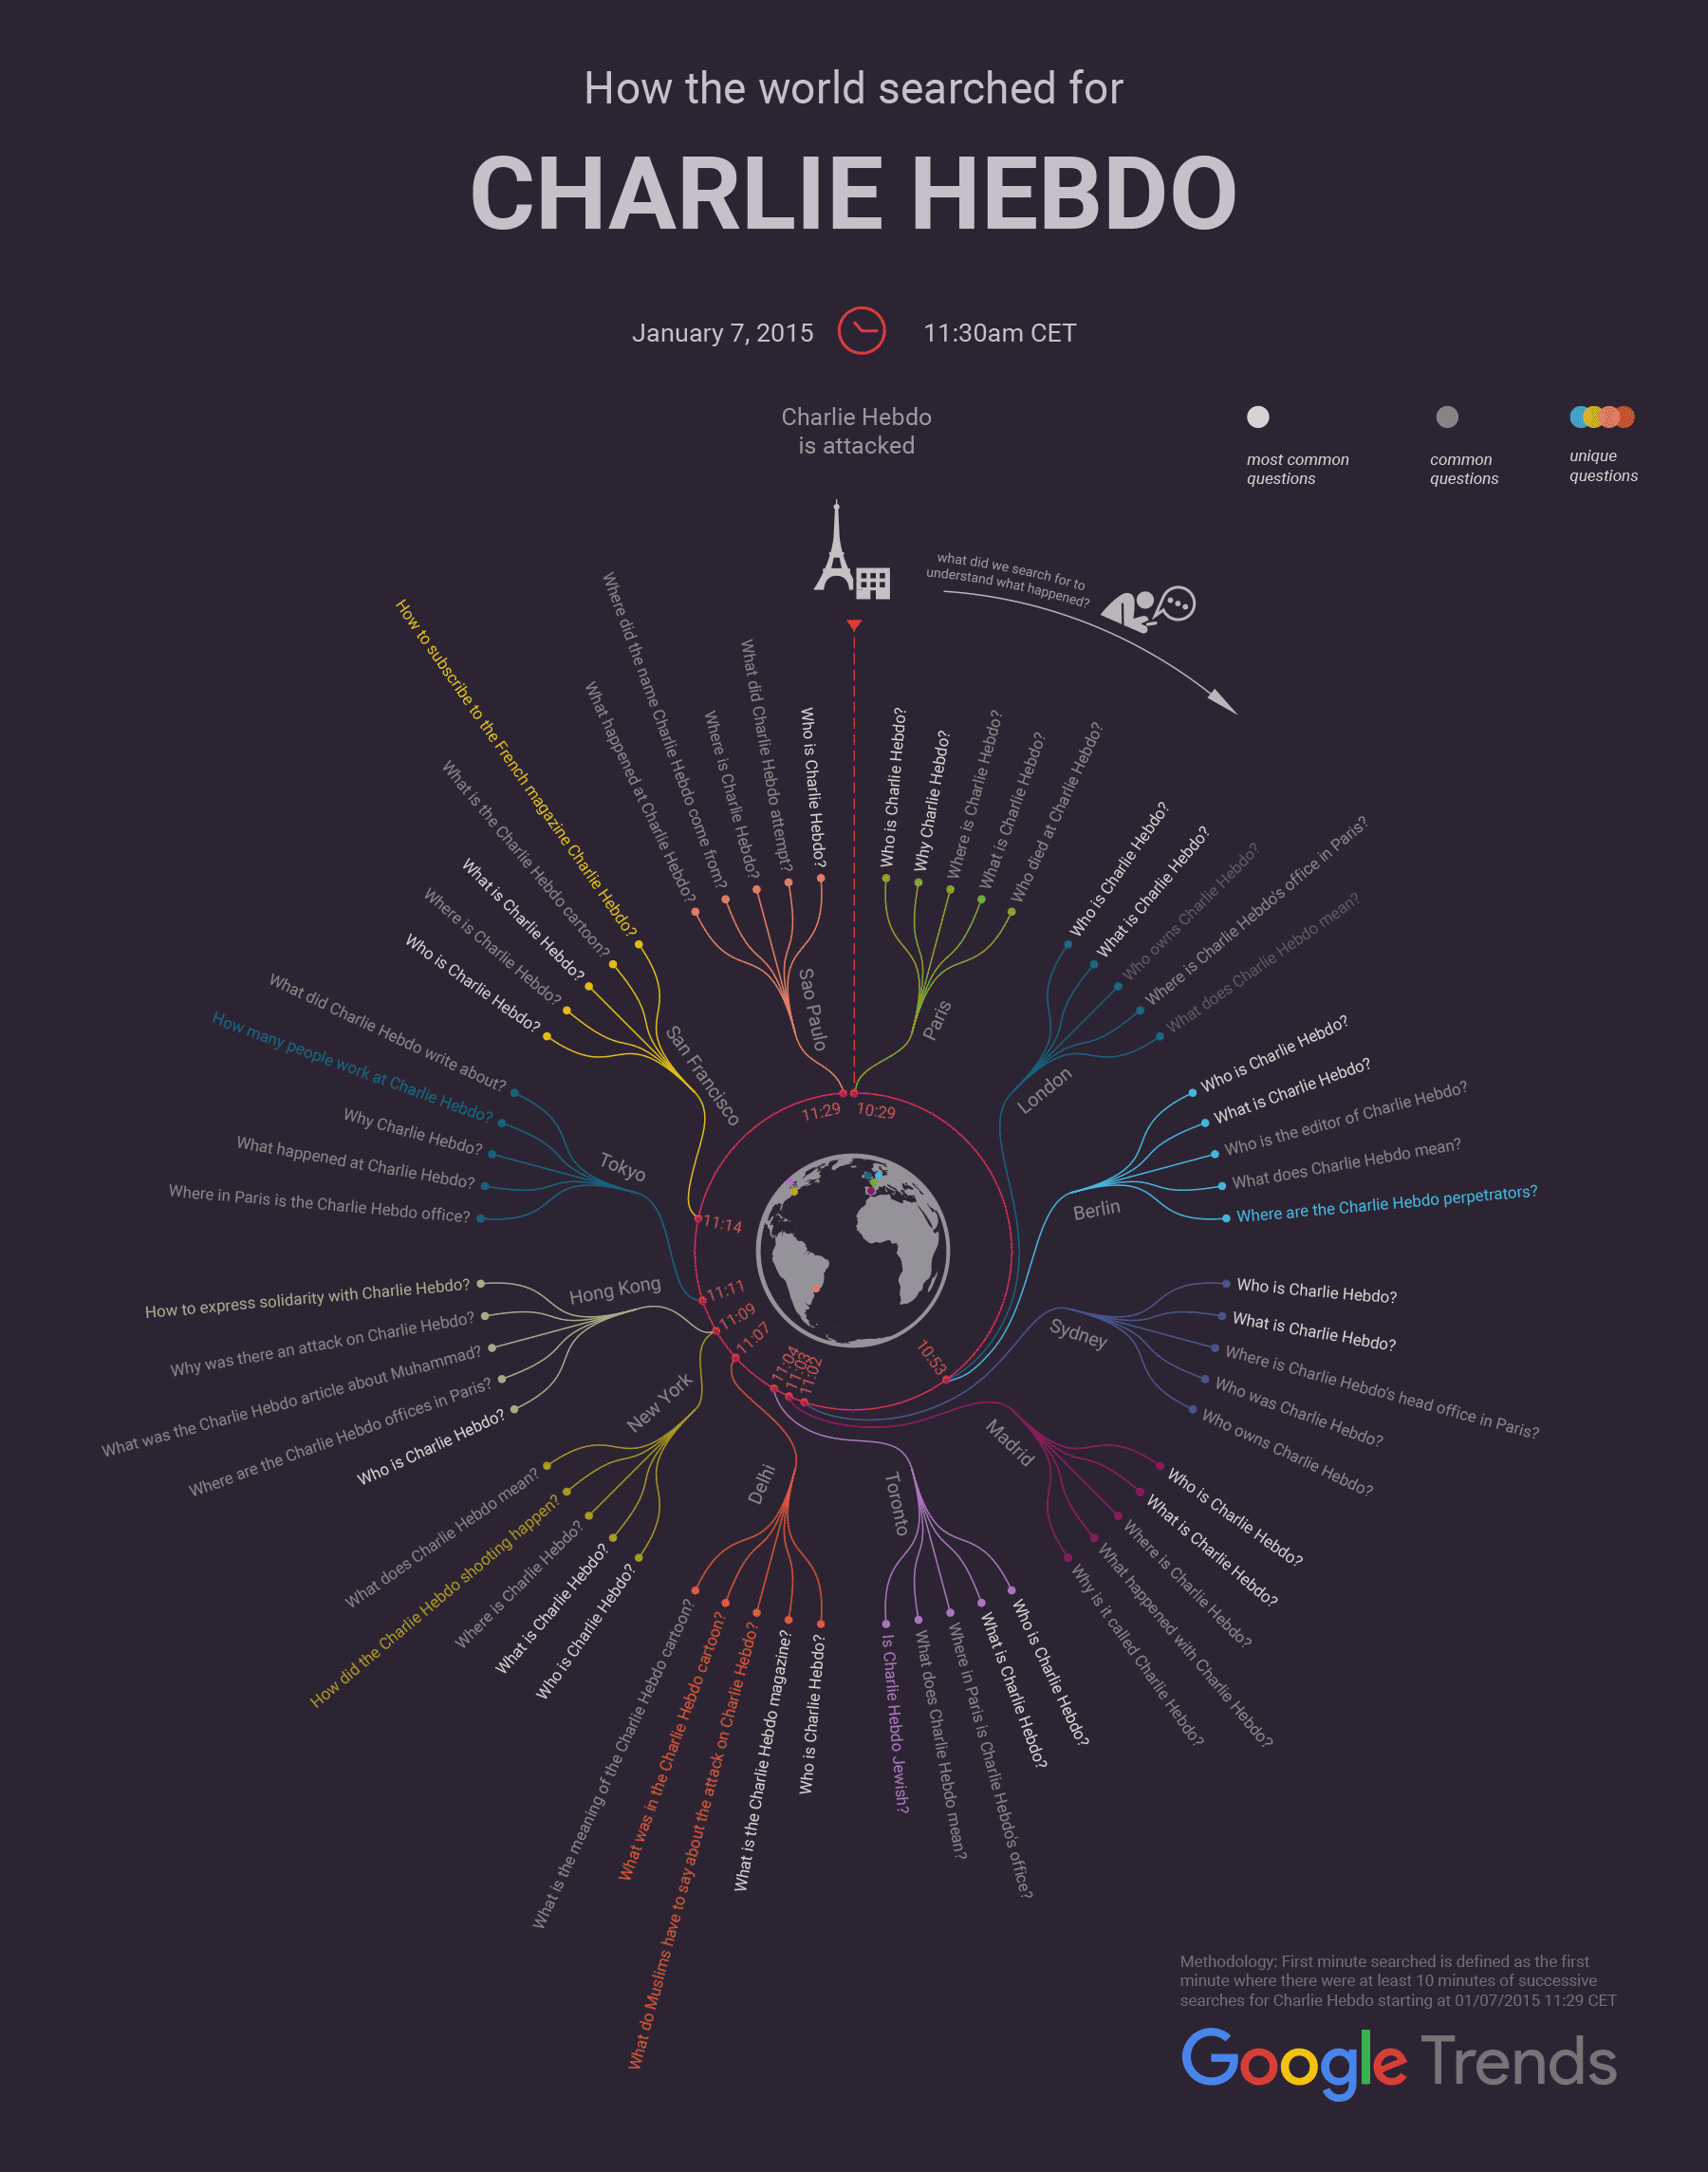 How the world searched for
CHARLIE HEBDO
January 7, 2015
11:30am CET
Charlie Hebdo
is attacked
most common
questions
common
questions
unique
questions
what did we search for to
understand what happened?
Paris
Who is Charlie Hebdo?
Why Charlie Hebdo?
Where is Charlie Hebdo?
What is Charlie Hebdo?
Who died at Charlie Hebdo?
London
Who is Charlie Hebdo?
What is Charlie Hebdo?
Who owns Charlie Hebdo?
Where is Charlie Hebdo's office in Paris?
What does Charlie Hebdo mean?
Berlin
Who is Charlie Hebdo?
What is Charlie Hebdo?
Who is the editor of Charlie Hebdo?
What does Charlie Hebdo mean?
Where are the Charlie Hebdo perpetrators?
Sydney
Who is Charlie Hebdo?
What is Charlie Hebdo?
Where is Charlie Hebdo's head office in Paris?
Who was Charlie Hebdo?
Who owns Charlie Hebdo?
Madrid
Who is Charlie Hebdo?
What is Charlie Hebdo?
Where is Charlie Hebdo?
What happened with Charlie Hebdo?
Why is it called Charlie Hebdo?
Toronto
Who is Charlie Hebdo?
What is Charlie Hebdo?
Where in Paris is Charlie Hebdo's office?
What does Charlie Hebdo mean?
Is Charlie Hebdo Jewish?
Delhi
Who is Charlie Hebdo?
What is the Charlie Hebdo magazine?
What do Muslims have to say about the attack on Charlie Hebdo?
What was in the Charlie Hebdo cartoon?
What is the meaning of the Charlie Hebdo cartoon?
New York
Who is Charlie Hebdo?
What is Charlie Hebdo?
Where is Charlie Hebdo?
How did the Charlie Hebdo shooting happen?
What does Charlie Hebdo mean?
Hong Kong
Who is Charlie Hebdo?
Where are the Charlie Hebdo offices in Paris?
What was the Charlie Hebdo article about Muhammad?
Why was there an attack on Charlie Hebdo?
How to express solidarity with Charlie Hebdo?
Tokyo
Where in Paris is the Charlie Hebdo office?
What happened at Charlie Hebdo?
Why Charlie Hebdo?
How many people work at Charlie Hebdo?
What did Charlie Hebdo write about?
San Francisco
Who is Charlie Hebdo?
Where is Charlie Hebdo?
What is Charlie Hebdo?
What is the Charlie Hebdo cartoon?
How to subscribe to the French magazine Charlie Hebdo?
Sao Paulo
What happened at Charlie Hebdo?
Where did the name Charlie Hebdo come from?
Where is Charlie Hebdo?
What did Charlie Hebdo attempt?
Who is Charlie Hebdo?
10:29
10:53
11:02
11:03
11:04
11:07
11:09
11:11
11:14
11:29
Methodology: First minute searched is defined as the first
minute where there were at least 10 minutes of successive
searches for Charlie Hebdo starting at 01/07/2015 11:29 CET
Google Trends